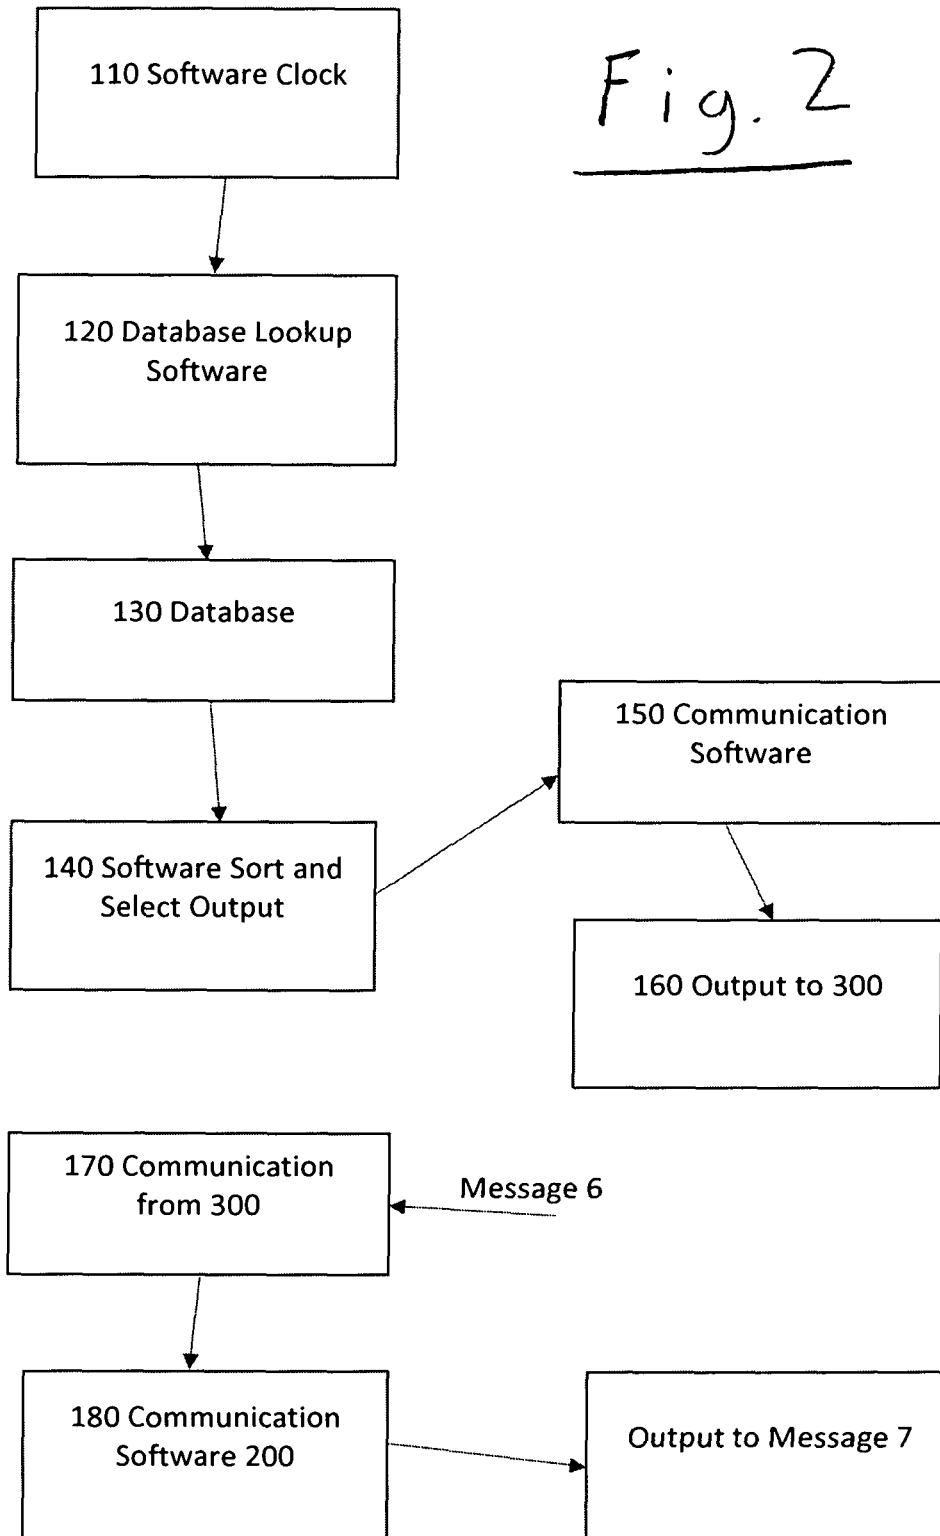 Fig. 2
110 Software Clock
120 Database Lookup
Software
130 Database
140 Software Sort and
Select Output
150 Communication
Software
160 Output to 300
170 Communication
from 300
Message 6
180 Communication
Software 200
Output to Message 7